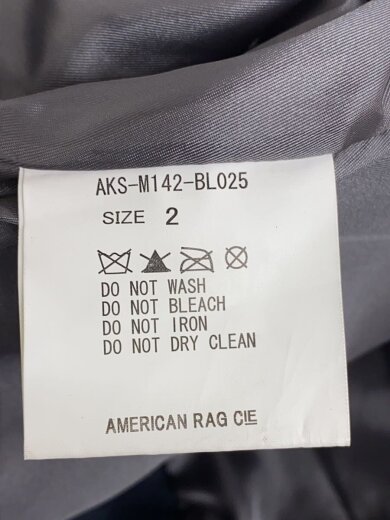 AKS-M142-BL025
SIZE 2
DO NOT WASH
DO NOT BLEACH
DO NOT IRON
DO NOT DRY CLEAN
AMERICAN RAG CIE